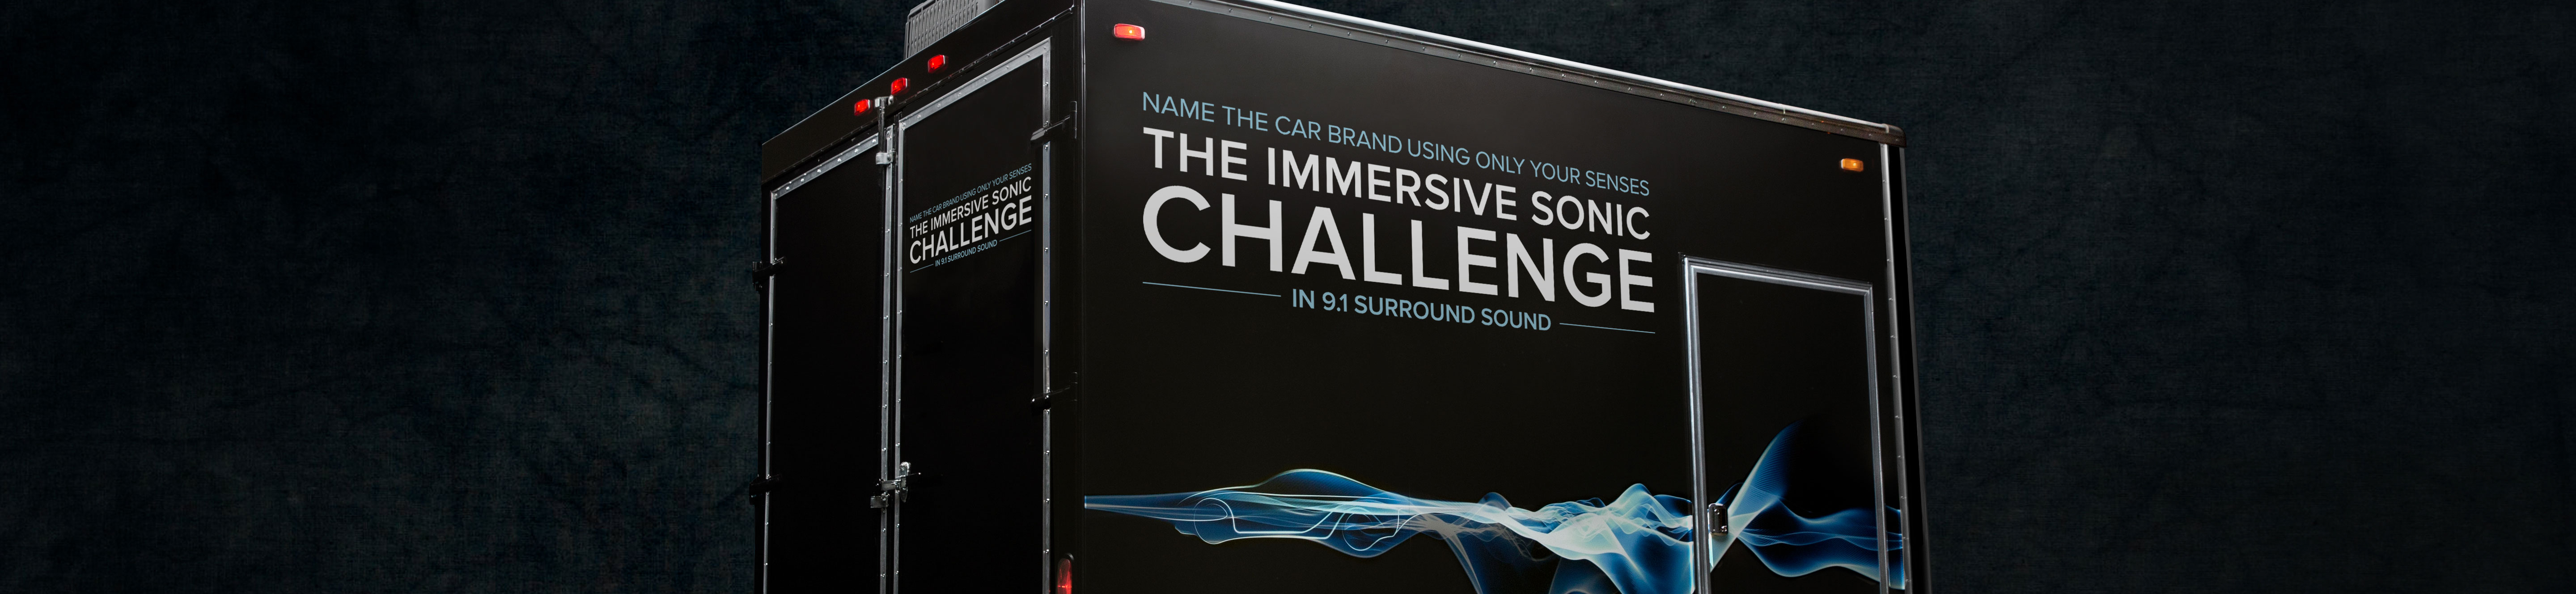 NAME THE CAR BRAND USING ONLY YOUR SENSES
THE IMMERSIVE SONIC
CHALLENGE
IN 9.1 SURROUND SOUND
NAME THE CAR BRAND USING ONLY YOUR SENSES
THE IMMERSIVE SONIC
CHALLENGE
IN 9.1 SURROUND SOUND